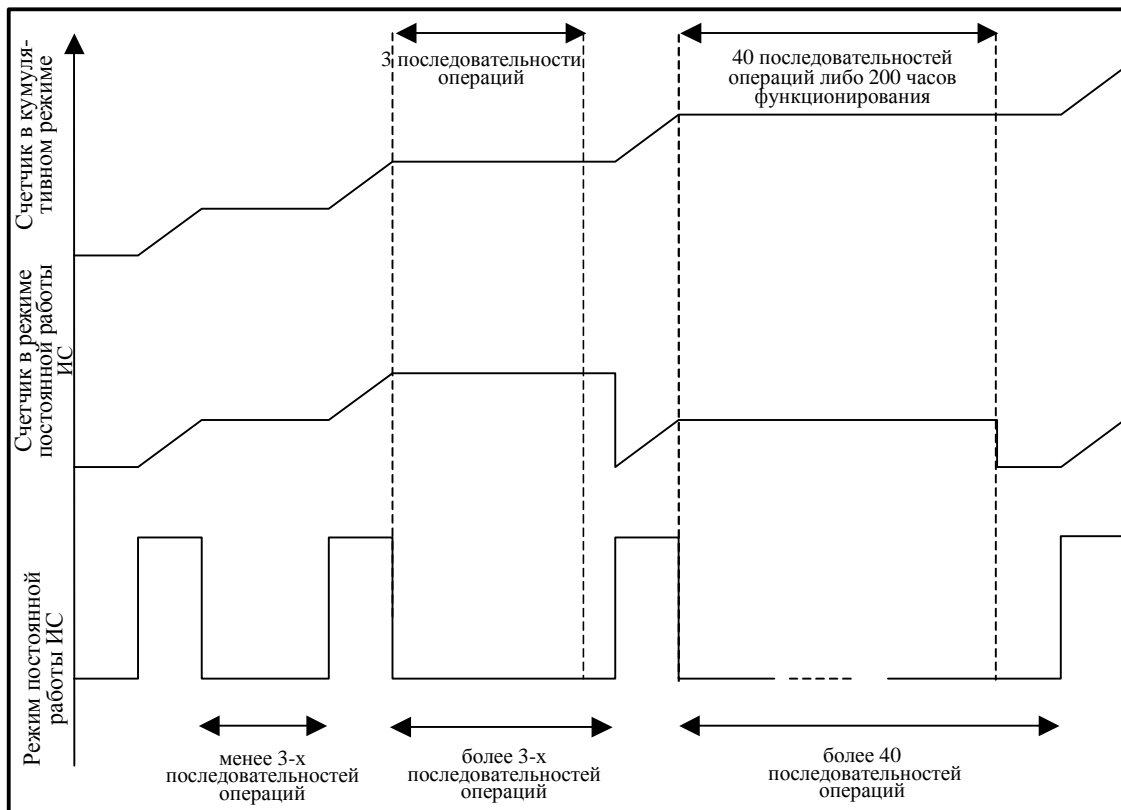 Счетчик в кумуля-
тивном режиме
3 последовательности
операций
40 последовательностей
операций либо 200 часов
функционирования
Счетчик в режиме
постоянной работы
ИС
Режим постоянной
работы ИС
менее 3-х
последовательностей
операций
более 3-х
последовательностей
операций
более 40
последовательностей
операций